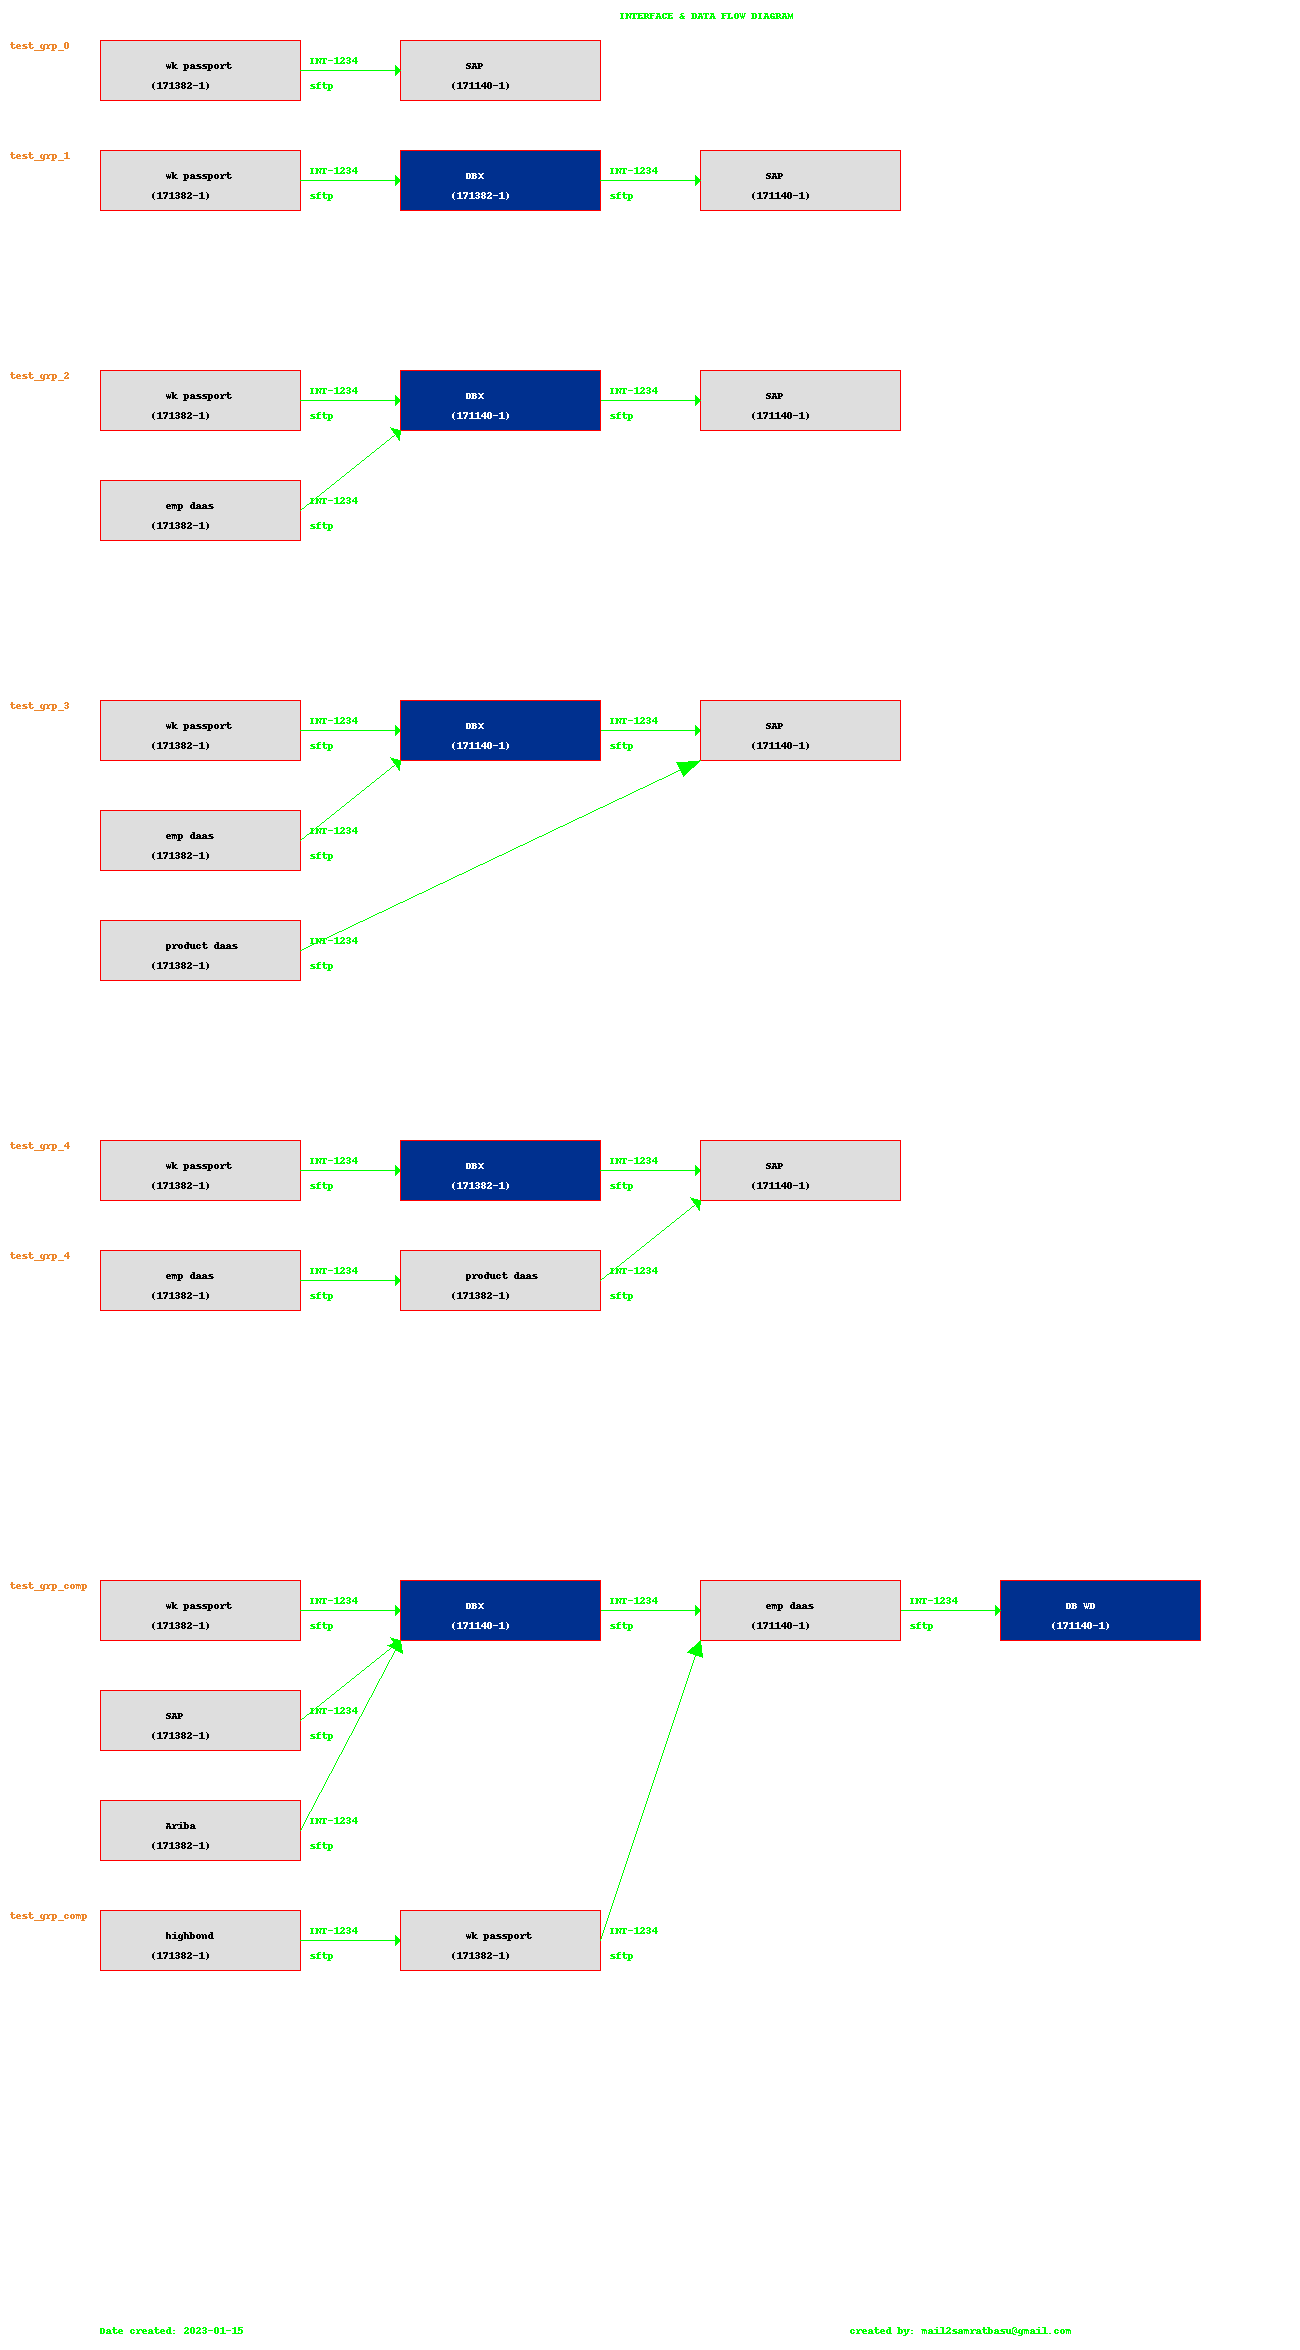 INTERFACE & DATA FLOW DIAGRAM
test_grp_0
wk passport
(171382-1)
INT-1234
sftp
SAP
(171140-1)
test_grp_1
wk passport
(171382-1)
INT-1234
sftp
DBX
(171382-1)
INT-1234
sftp
SAP
(171140-1)
test_grp_2
wk passport
(171382-1)
INT-1234
sftp
DBX
(171140-1)
INT-1234
sftp
SAP
(171140-1)
emp daas
(171382-1)
INT-1234
sftp
test_grp_3
wk passport
(171382-1)
INT-1234
sftp
DBX
(171140-1)
INT-1234
sftp
SAP
(171140-1)
emp daas
(171382-1)
INT-1234
sftp
product daas
(171382-1)
INT-1234
sftp
test_grp_4
wk passport
(171382-1)
INT-1234
sftp
DBX
(171382-1)
INT-1234
sftp
SAP
(171140-1)
test_grp_4
emp daas
(171382-1)
INT-1234
sftp
product daas
(171382-1)
INT-1234
sftp
test_grp_comp
wk passport
(171382-1)
INT-1234
sftp
DBX
(171140-1)
INT-1234
sftp
emp daas
(171140-1)
INT-1234
sftp
DB WD
(171140-1)
SAP
(171382-1)
INT-1234
sftp
Ariba
(171382-1)
INT-1234
sftp
test_grp_comp
highbond
(171382-1)
INT-1234
sftp
wk passport
(171382-1)
INT-1234
sftp
Date created: 2023-01-15
created by: mail2samratbasu@gmail.com